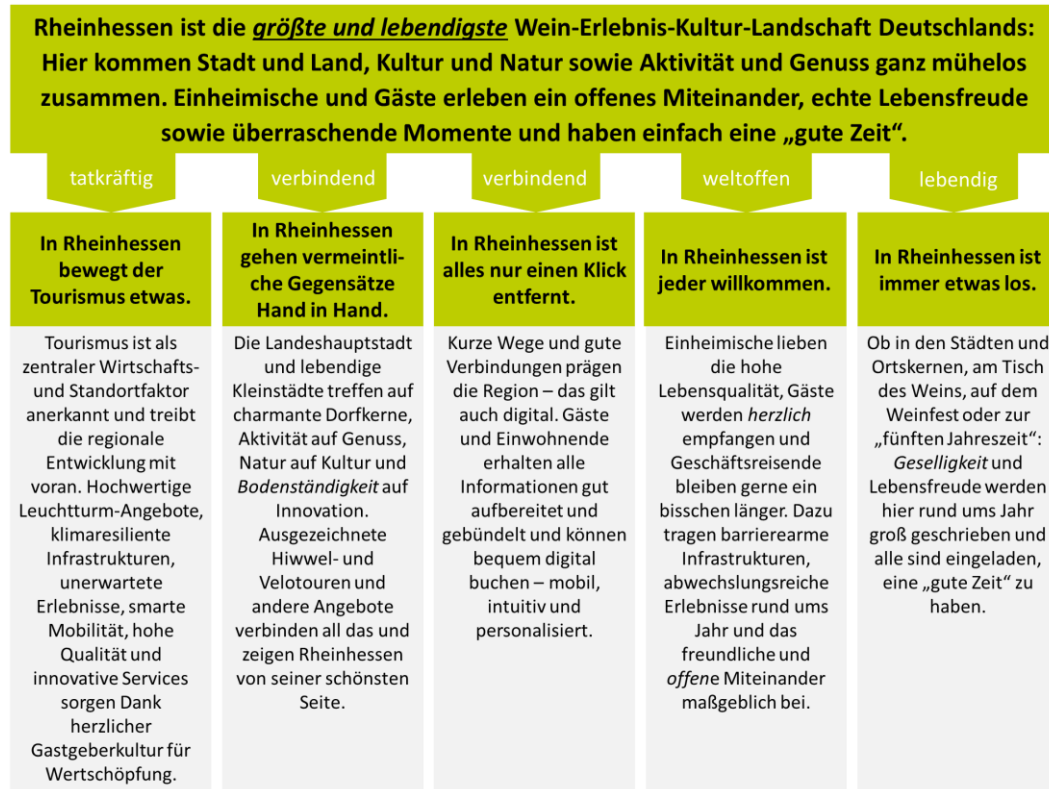 Rheinhessen ist die größte und lebendigste Wein-Erlebnis-Kultur-Landschaft Deutschlands:
Hier kommen Stadt und Land, Kultur und Natur sowie Aktivität und Genuss ganz mühelos
zusammen. Einheimische und Gäste erleben ein offenes Miteinander, echte Lebensfreude
sowie überraschende Momente und haben einfach eine „gute Zeit“.
tatkräftig
In Rheinhessen
bewegt der
Tourismus etwas.
Tourismus ist als
zentraler Wirtschafts-
und Standortfaktor
anerkannt und treibt
die regionale
Entwicklung mit
voran. Hochwertige
Leuchtturm-Angebote,
klimaresiliente
Infrastrukturen,
unerwartete
Erlebnisse, smarte
Mobilität, hohe
Qualität und
innovative Services
sorgen Dank
herzlicher
Gastgeberkultur für
Wertschöpfung.
verbindend
In Rheinhessen
gehen vermeintli-
che Gegensätze
Hand in Hand.
Die Landeshauptstadt
und lebendige
Kleinstädte treffen auf
charmante Dorfkerne,
Aktivität auf Genuss,
Natur auf Kultur und
Bodenständigkeit auf
Innovation.
Ausgezeichnete
Hiwwel- und
Velotouren und
andere Angebote
verbinden all das und
zeigen Rheinhessen
von seiner schönsten
Seite.
verbindend
In Rheinhessen ist
alles nur einen Klick
entfernt.
Kurze Wege und gute
Verbindungen prägen
die Region – das gilt
auch digital. Gäste
und Einwohnende
erhalten alle
Informationen gut
aufbereitet und
gebündelt und können
bequem digital
buchen – mobil,
intuitiv und
personalisiert.
weltoffen
In Rheinhessen ist
jeder willkommen.
Einheimische lieben
die hohe
Lebensqualität, Gäste
werden herzlich
empfangen und
Geschäftsreisende
bleiben gerne ein
bisschen länger. Dazu
tragen barrierearme
Infrastrukturen,
abwechslungsreiche
Erlebnisse rund ums
Jahr und das
freundliche und
offene Miteinander
maßgeblich bei.
lebendig
In Rheinhessen ist
immer etwas los.
Ob in den Städten und
Ortskernen, am Tisch
des Weins, auf dem
Weinfest oder zur
„fünften Jahreszeit“:
Geselligkeit und
Lebensfreude werden
hier rund ums Jahr
groß geschrieben und
alle sind eingeladen,
eine „gute Zeit“ zu
haben.